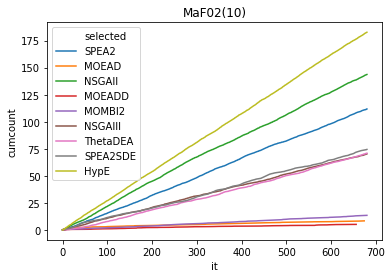 MaF02(10)
selected
SPEA2
MOEAD
NSGAII
MOEADD
MOMBI2
NSGAIII
ThetaDEA
SPEA2SDE
HypE
cumcount
175
150
125
100
75
50
25
0
0 100 200 300 400 500 600 700
it